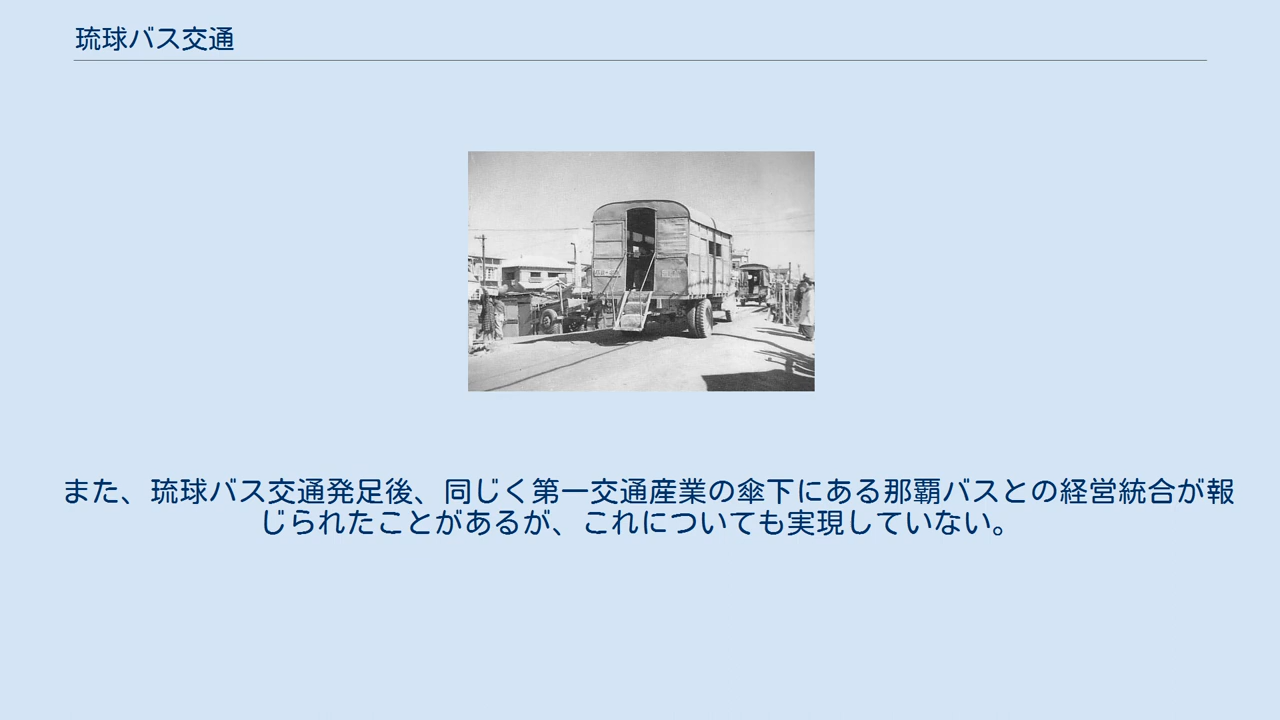 琉球バス交通
また、琉球バス交通発足後、同じく第一交通産業の傘下にある那覇バスとの経営統合が報
じられたことがあるが、これについても実現していない。